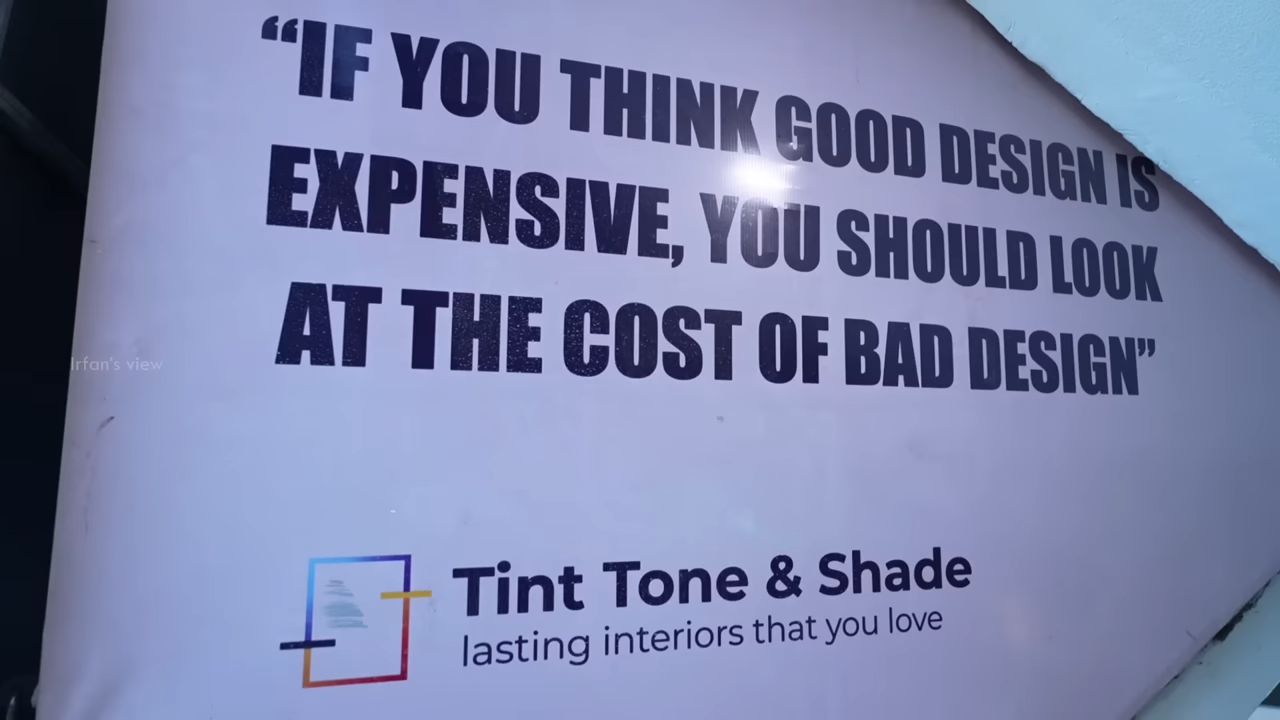 “IF YOU THINK GOOD DESIGN IS
EXPENSIVE, YOU SHOULD LOOK
AT THE COST OF BAD DESIGN”
Irfan's view
Tint Tone & Shade
lasting interiors that you love